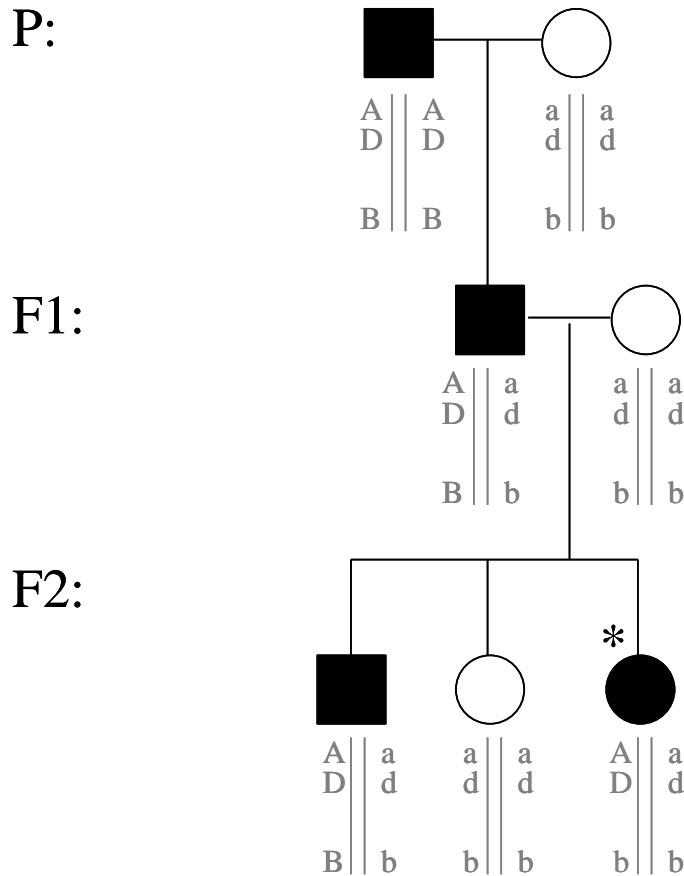 P:
A A a a
D D d d
B B b b
F1:
A a a a
D d d d
B b b b
F2:
*
A a a a A a
D d d d D d
B b b b b b